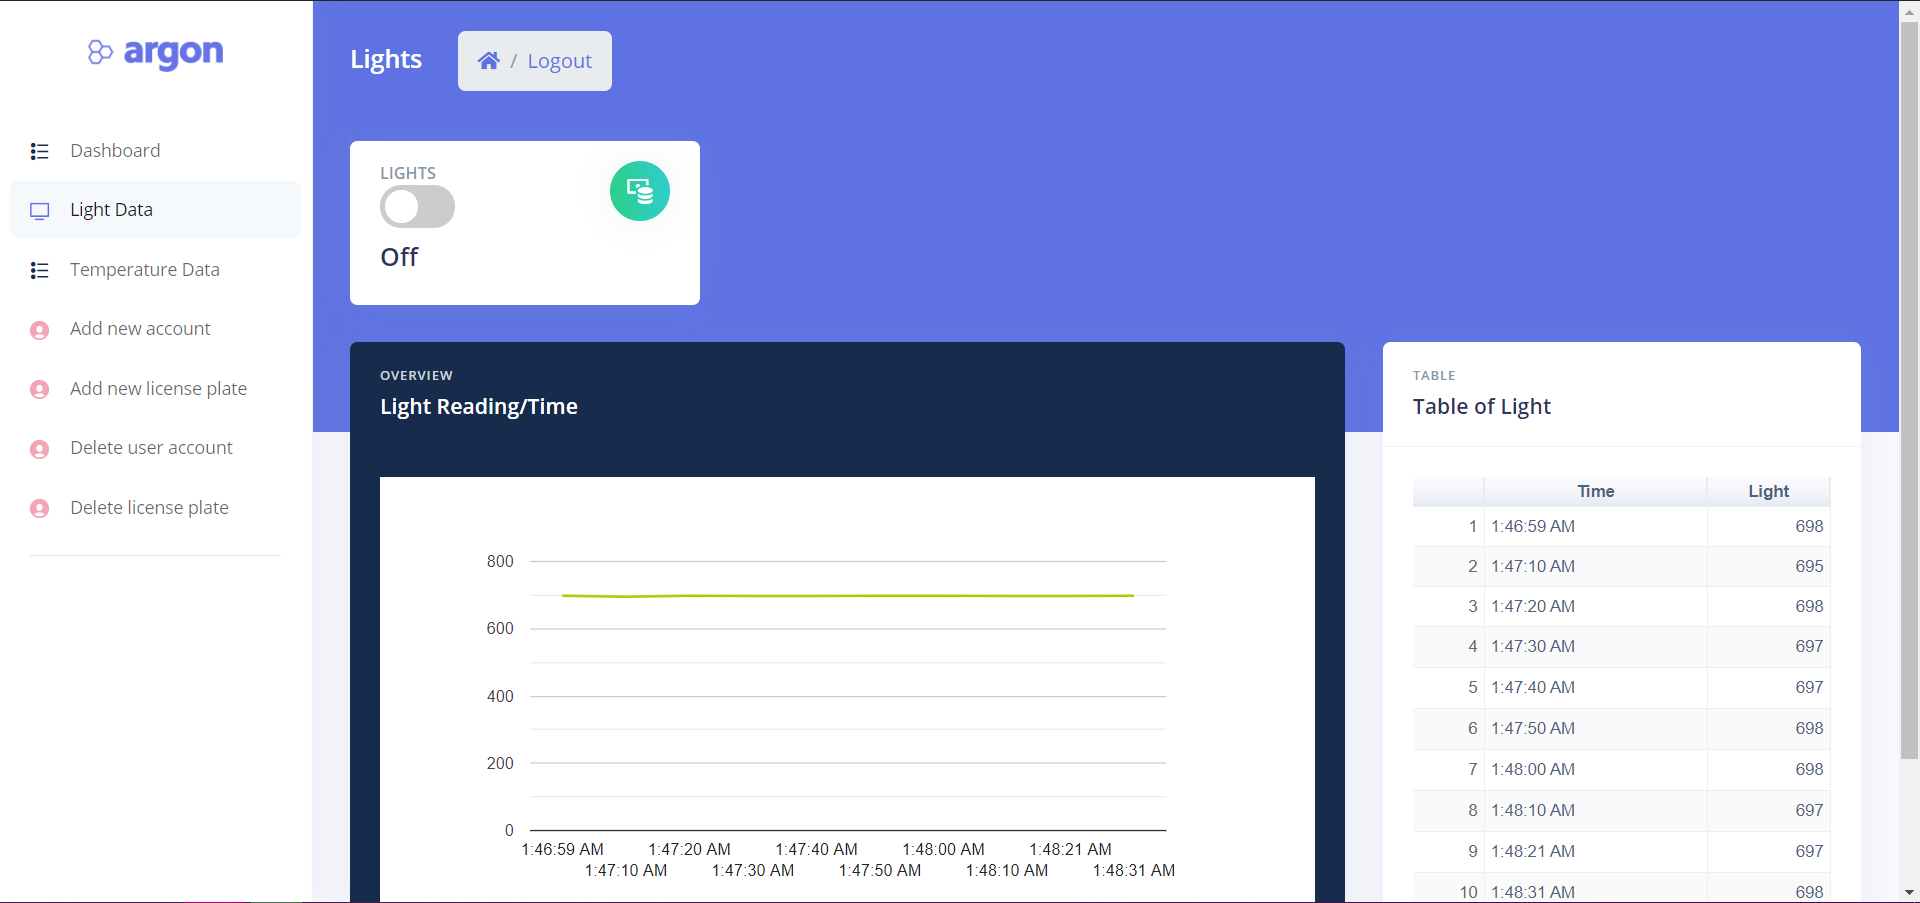 argon
Dashboard
Light Data
Temperature Data
Add new account
Add new license plate
Delete user account
Delete license plate
Lights
/ Logout
LIGHTS
Off
OVERVIEW
Light Reading/Time
800
600
400
200
0
1:46:59 AM 1:47:20 AM 1:47:40 AM 1:48:00 AM 1:48:21 AM
1:47:10 AM 1:47:30 AM 1:47:50 AM 1:48:10 AM 1:48:31 AM
TABLE
Table of Light
Time Light
1 1:46:59 AM 698
2 1:47:10 AM 695
3 1:47:20 AM 698
4 1:47:30 AM 697
5 1:47:40 AM 697
6 1:47:50 AM 698
7 1:48:00 AM 698
8 1:48:10 AM 697
9 1:48:21 AM 697
10 1:48:31 AM 698